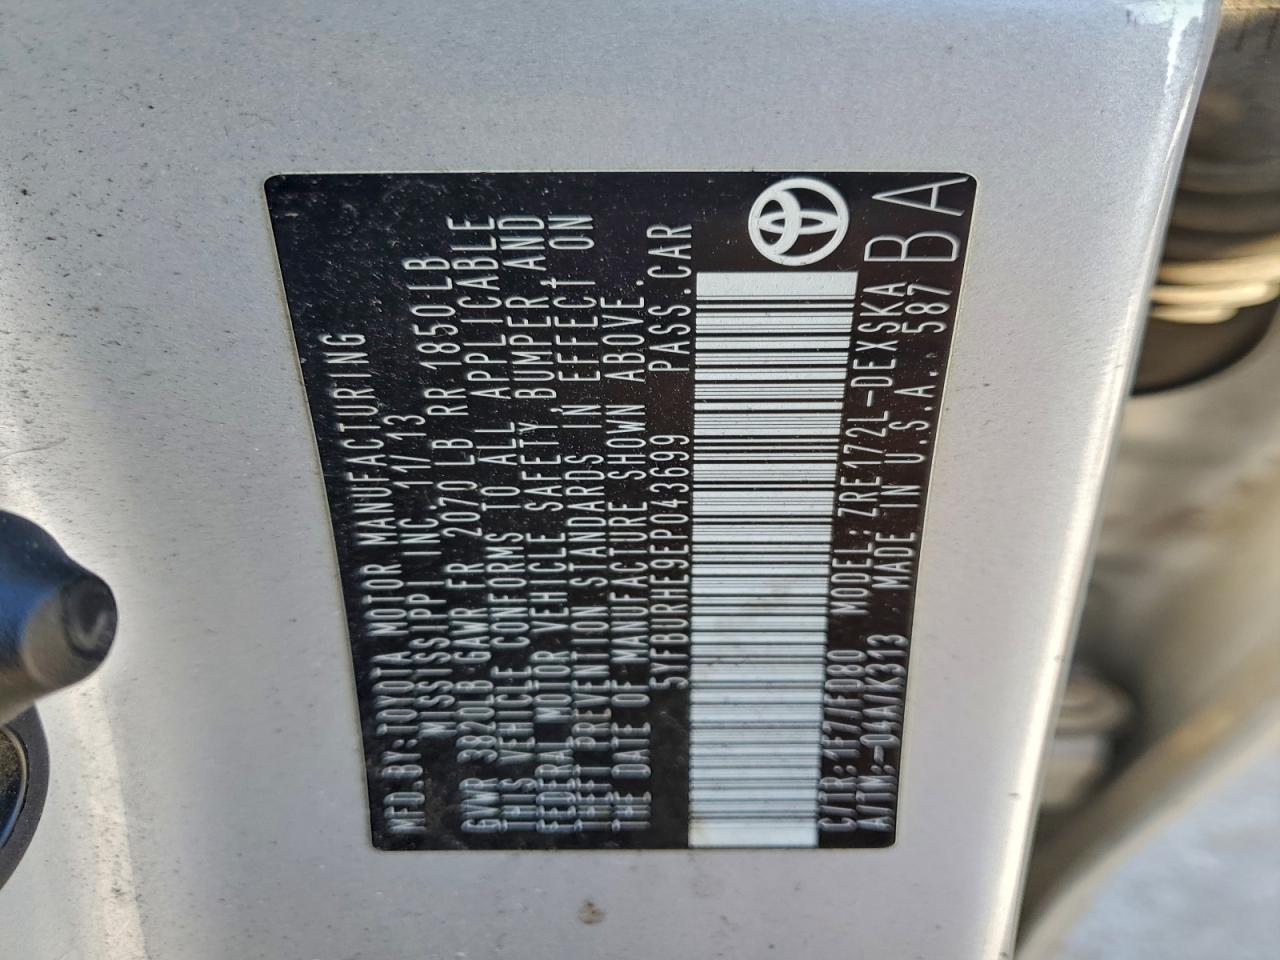 MFD.BY:TOYOTA MOTOR MANUFACTURING
MISSISSIPPI INC. 11/13
GVWR 3820LB GAWR FR 2070LB RR 1850LB
THIS VEHICLE CONFORMS TO ALL APPLICABLE
FEDERAL MOTOR VEHICLE SAFETY, BUMPER, AND
THEFT PREVENTION STANDARDS IN EFFECT ON
THE DATE OF MANUFACTURE SHOWN ABOVE.
5YFBURHE9EP043699 PASS.CAR
C/TR:1F7/FD80 MODEL:ZRE172L-DEXSKA
A/TM:-04A/K313 MADE IN U.S.A. 587
BA